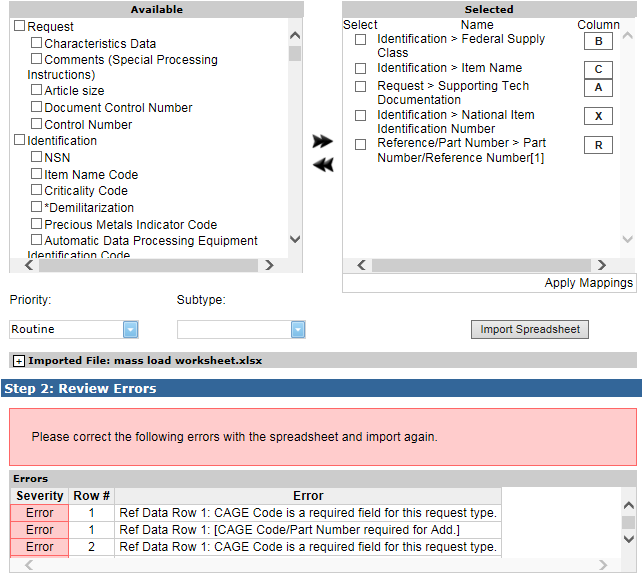 Available
Request
Characteristics Data
Comments (Special Processing
Instructions)
Article size
Document Control Number
Control Number
Identification
NSN
Item Name Code
Criticality Code
*Demilitarization
Precious Metals Indicator Code
Automatic Data Processing Equipment
Identification Code
Selected
Select Name Column
Identification > Federal Supply
Class
B
Identification > Item Name
C
Request > Supporting Tech
Documentation
A
Identification > National Item
Identification Number
X
Reference/Part Number > Part
Number/Reference Number[1]
R
Apply Mappings
Priority: Subtype:
Routine
Import Spreadsheet
Imported File: mass load worksheet.xlsx
Step 2: Review Errors
Please correct the following errors with the spreadsheet and import again.
Errors
Severity Row # Error
Error 1 Ref Data Row 1: CAGE Code is a required field for this request type.
Error 1 Ref Data Row 1: [CAGE Code/Part Number required for Add.]
Error 2 Ref Data Row 1: CAGE Code is a required field for this request type.